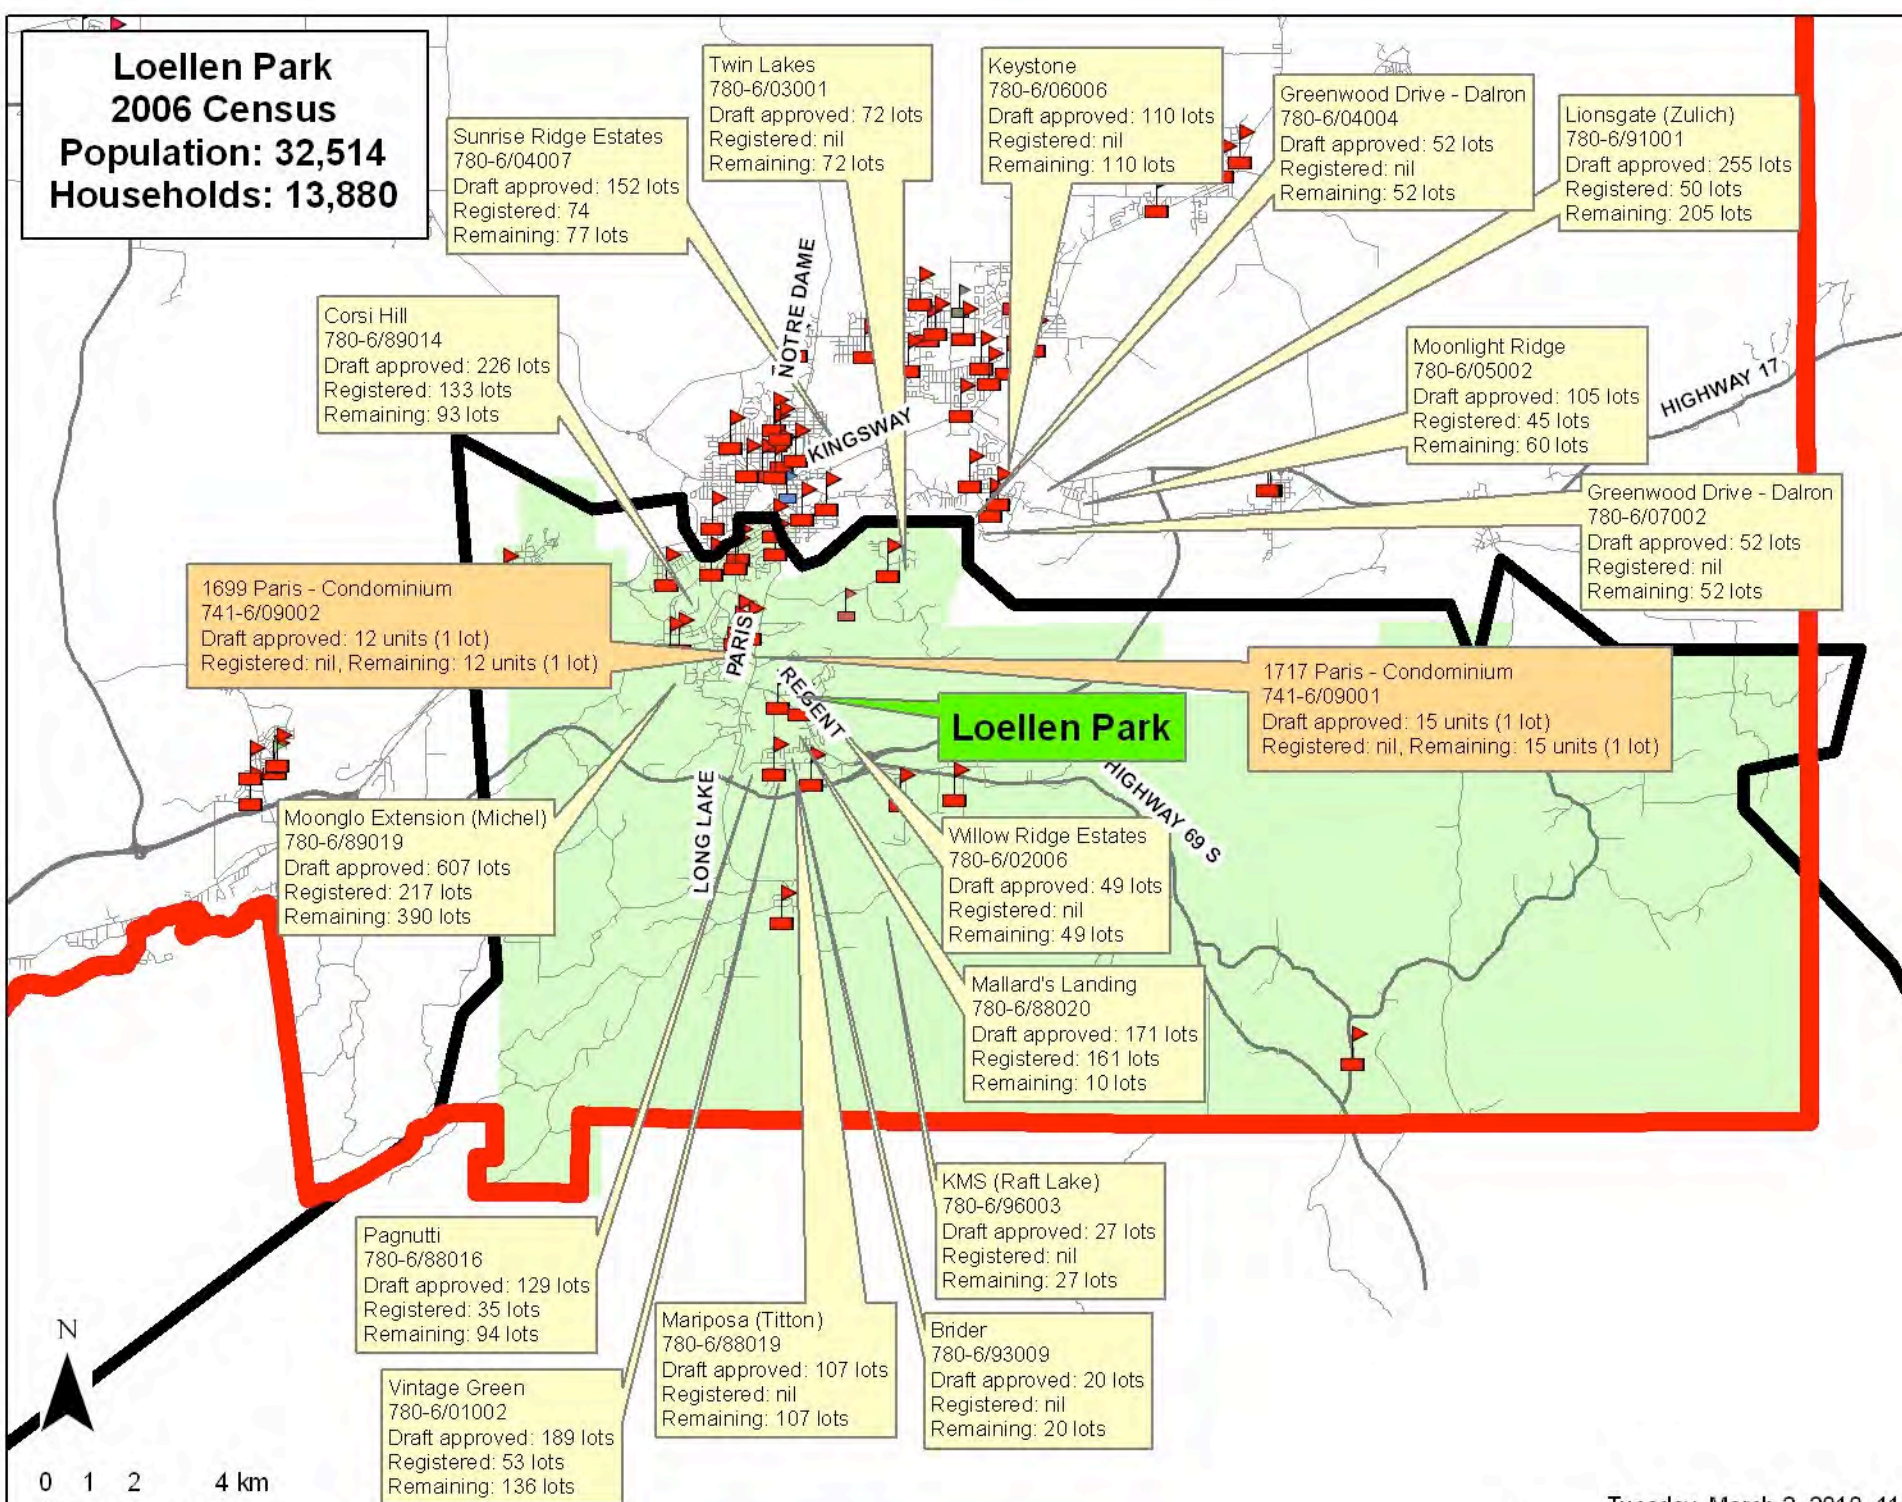 Loellen Park
2006 Census
Population: 32,514
Households: 13,880
Twin Lakes
780-6/03001
Draft approved: 72 lots
Registered: nil
Remaining: 72 lots
Keystone
780-6/06006
Draft approved: 110 lots
Registered: nil
Remaining: 110 lots
Greenwood Drive - Dalron
780-6/04004
Draft approved: 52 lots
Registered: nil
Remaining: 52 lots
Lionsgate (Zulich)
780-6/91001
Draft approved: 255 lots
Registered: 50 lots
Remaining: 205 lots
Sunrise Ridge Estates
780-6/04007
Draft approved: 152 lots
Registered: 74
Remaining: 77 lots
NOTRE DAME
Corsi Hill
780-6/89014
Draft approved: 226 lots
Registered: 133 lots
Remaining: 93 lots
Moonlight Ridge
780-6/05002
Draft approved: 105 lots
Registered: 45 lots
Remaining: 60 lots
HIGHWAY 17
KINGSWAY
Greenwood Drive - Dalron
780-6/07002
Draft approved: 52 lots
Registered: nil
Remaining: 52 lots
1699 Paris - Condominium
741-6/09002
Draft approved: 12 units (1 lot)
Registered: nil, Remaining: 12 units (1 lot)
PARIS
1717 Paris - Condominium
741-6/09001
Draft approved: 15 units (1 lot)
Registered: nil, Remaining: 15 units (1 lot)
REGENT
Loellen Park
HIGHWAY 69 S
LONG LAKE
Moonglo Extension (Michel)
780-6/89019
Draft approved: 607 lots
Registered: 217 lots
Remaining: 390 lots
Willow Ridge Estates
780-6/02006
Draft approved: 49 lots
Registered: nil
Remaining: 49 lots
Mallard's Landing
780-6/88020
Draft approved: 171 lots
Registered: 161 lots
Remaining: 10 lots
KMS (Raft Lake)
780-6/96003
Draft approved: 27 lots
Registered: nil
Remaining: 27 lots
Pagnutti
780-6/88016
Draft approved: 129 lots
Registered: 35 lots
Remaining: 94 lots
Mariposa (Titton)
780-6/88019
Draft approved: 107 lots
Registered: nil
Remaining: 107 lots
Brider
780-6/93009
Draft approved: 20 lots
Registered: nil
Remaining: 20 lots
Vintage Green
780-6/01002
Draft approved: 189 lots
Registered: 53 lots
Remaining: 136 lots
N
0 1 2 4 km